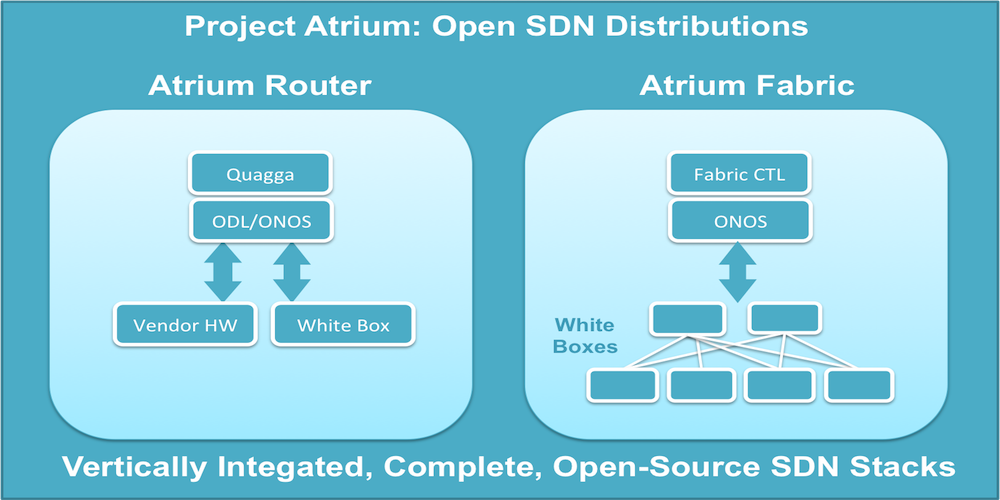 Project Atrium: Open SDN Distributions
Atrium Router
Quagga
ODL/ONOS
Vendor HW
White Box
Atrium Fabric
Fabric CTL
ONOS
White
Boxes
Vertically Integated, Complete, Open-Source SDN Stacks